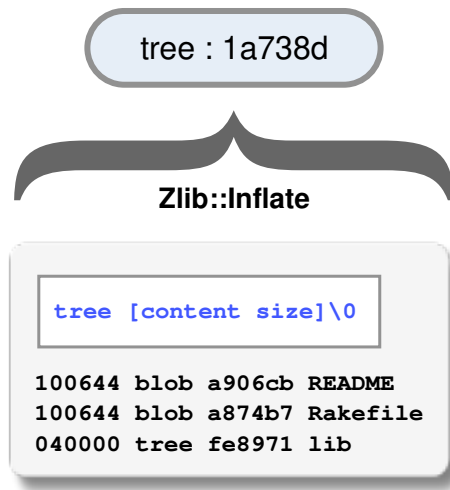 tree : 1a738d
Zlib::Inflate
tree [content size]\0
100644 blob a906cb README
100644 blob a874b7 Rakefile
040000 tree fe8971 lib